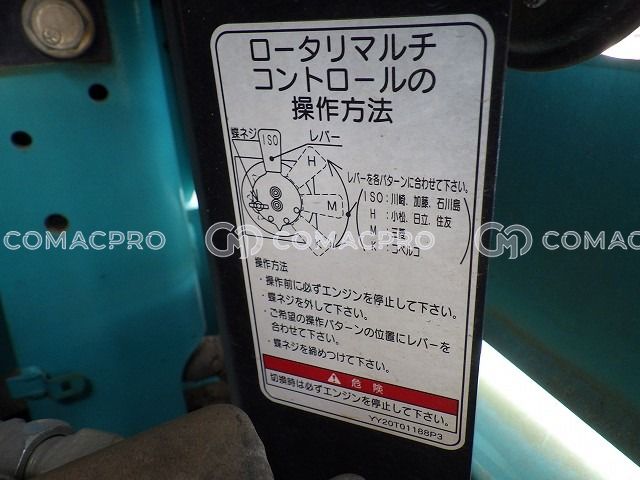 ロータリマルチ
コントロールの
操作方法
蝶ネジ
ISO
レバー
H
M
K
レバーを各パターンに合わせて下さい。
ISO：川崎、加藤、石川島
H：小松、日立、住友
M：三菱
K：コベルコ
COMACPRO COMACPRO COMACPRO
操作方法
・操作前に必ずエンジンを停止して下さい。
・蝶ネジを外して下さい。
・ご希望の操作パターンの位置にレバーを
合わせて下さい。
・蝶ネジを締めつけて下さい。
危険
切換時は必ずエンジンを停止して下さい。
YY20T01188P3